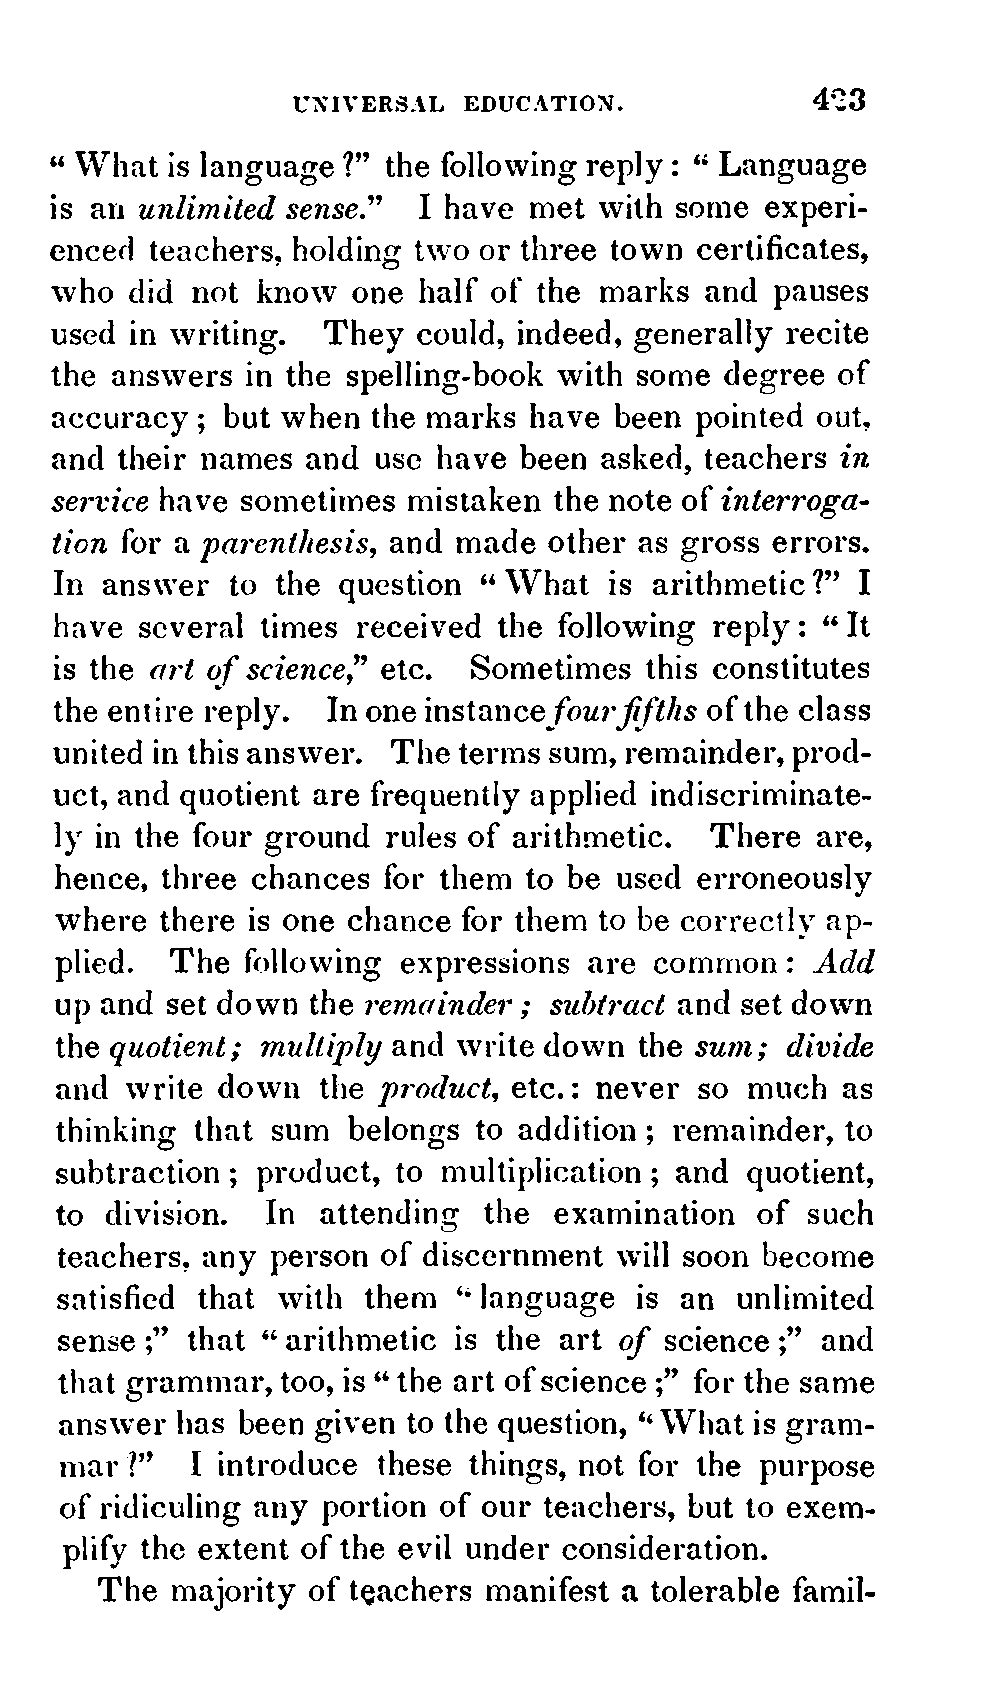 UNIVERSAL EDUCATION. 423
“ What is language ?” the following reply : “ Language
is an unlimited sense.” I have met with some experi-
enced teachers, holding two or three town certificates,
who did not know one half of the marks and pauses
used in writing. They could, indeed, generally recite
the answers in the spelling-book with some degree of
accuracy ; but when the marks have been pointed out,
and their names and use have been asked, teachers in
service have sometimes mistaken the note of interroga-
tion for a parenthesis, and made other as gross errors.
In answer to the question “ What is arithmetic ?” I
have several times received the following reply : “ It
is the art of science,” etc. Sometimes this constitutes
the entire reply. In one instance four fifths of the class
united in this answer. The terms sum, remainder, prod-
uct, and quotient are frequently applied indiscriminate-
ly in the four ground rules of arithmetic. There are,
hence, three chances for them to be used erroneously
where there is one chance for them to be correctly ap-
plied. The following expressions are common : Add
up and set down the remainder ; subtract and set down
the quotient ; multiply and write down the sum ; divide
and write down the product, etc. : never so much as
thinking that sum belongs to addition ; remainder, to
subtraction ; product, to multiplication ; and quotient,
to division. In attending the examination of such
teachers, any person of discernment will soon become
satisfied that with them “ language is an unlimited
sense ;” that “ arithmetic is the art of science ;” and
that grammar, too, is “ the art of science ;” for the same
answer has been given to the question, “ What is gram-
mar ?” I introduce these things, not for the purpose
of ridiculing any portion of our teachers, but to exem-
plify the extent of the evil under consideration.
The majority of teachers manifest a tolerable famil-